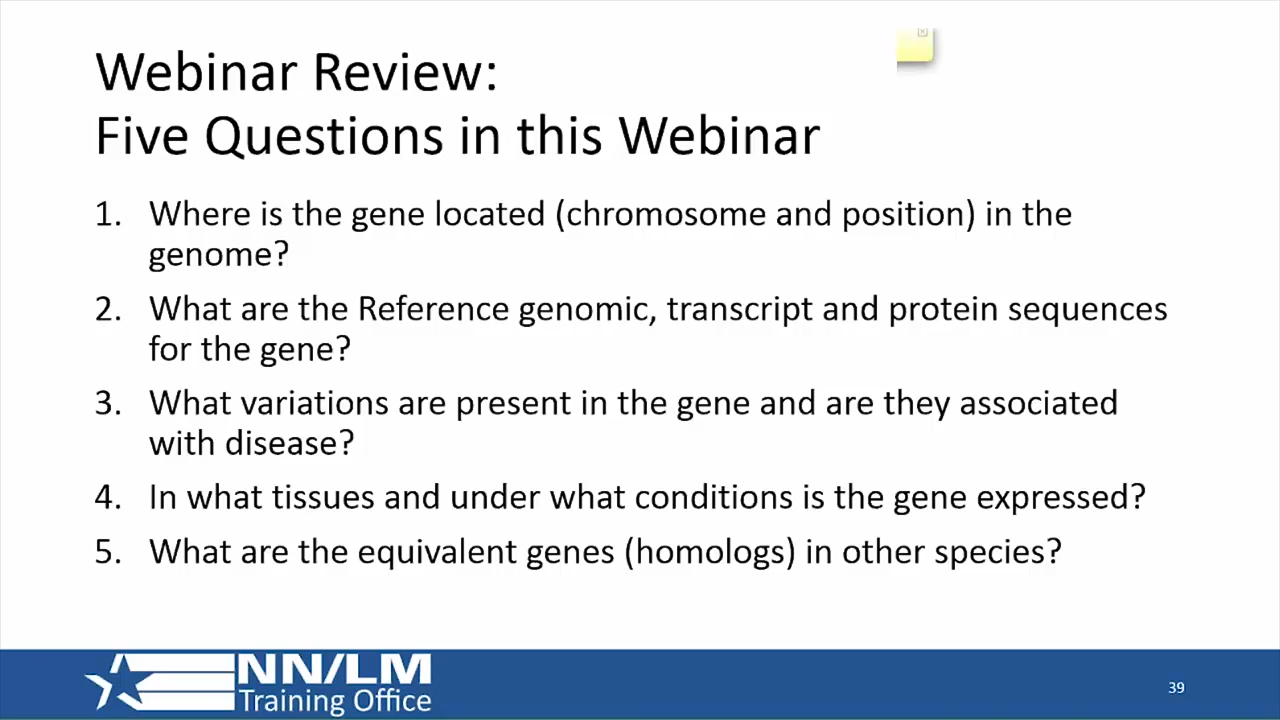 Webinar Review:
Five Questions in this Webinar
1. Where is the gene located (chromosome and position) in the
genome?
2. What are the Reference genomic, transcript and protein sequences
for the gene?
3. What variations are present in the gene and are they associated
with disease?
4. In what tissues and under what conditions is the gene expressed?
5. What are the equivalent genes (homologs) in other species?
NN/LM
Training Office
39